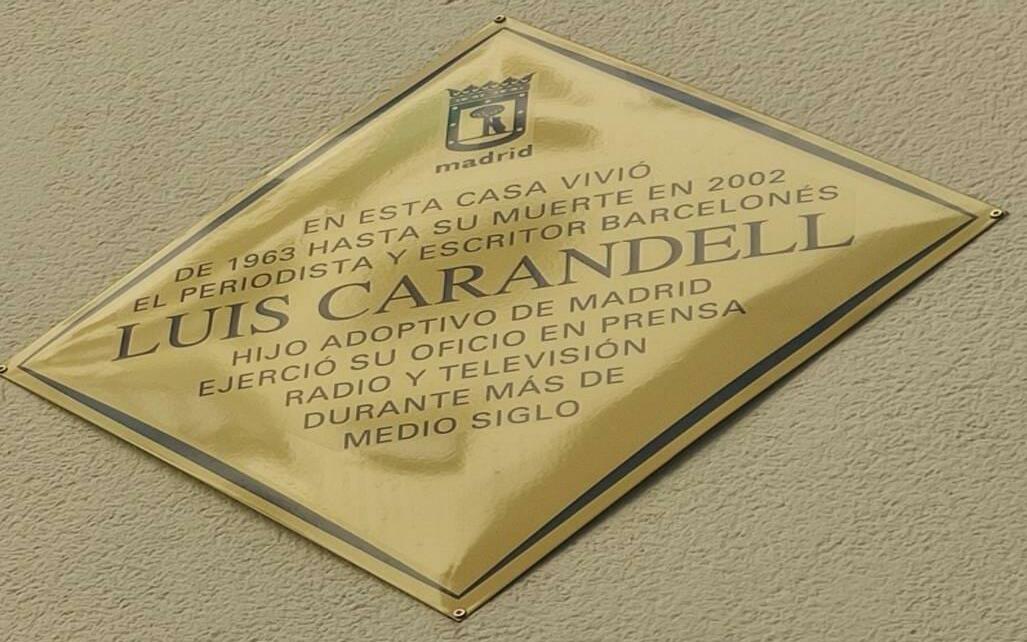 madrid
EN ESTA CASA VIVIÓ
DE 1963 HASTA SU MUERTE EN 2002
EL PERIODISTA Y ESCRITOR BARCELONÉS
LUIS CARANDELL
HIJO ADOPTIVO DE MADRID
EJERCIÓ SU OFICIO EN PRENSA
RADIO Y TELEVISIÓN
DURANTE MÁS DE
MEDIO SIGLO